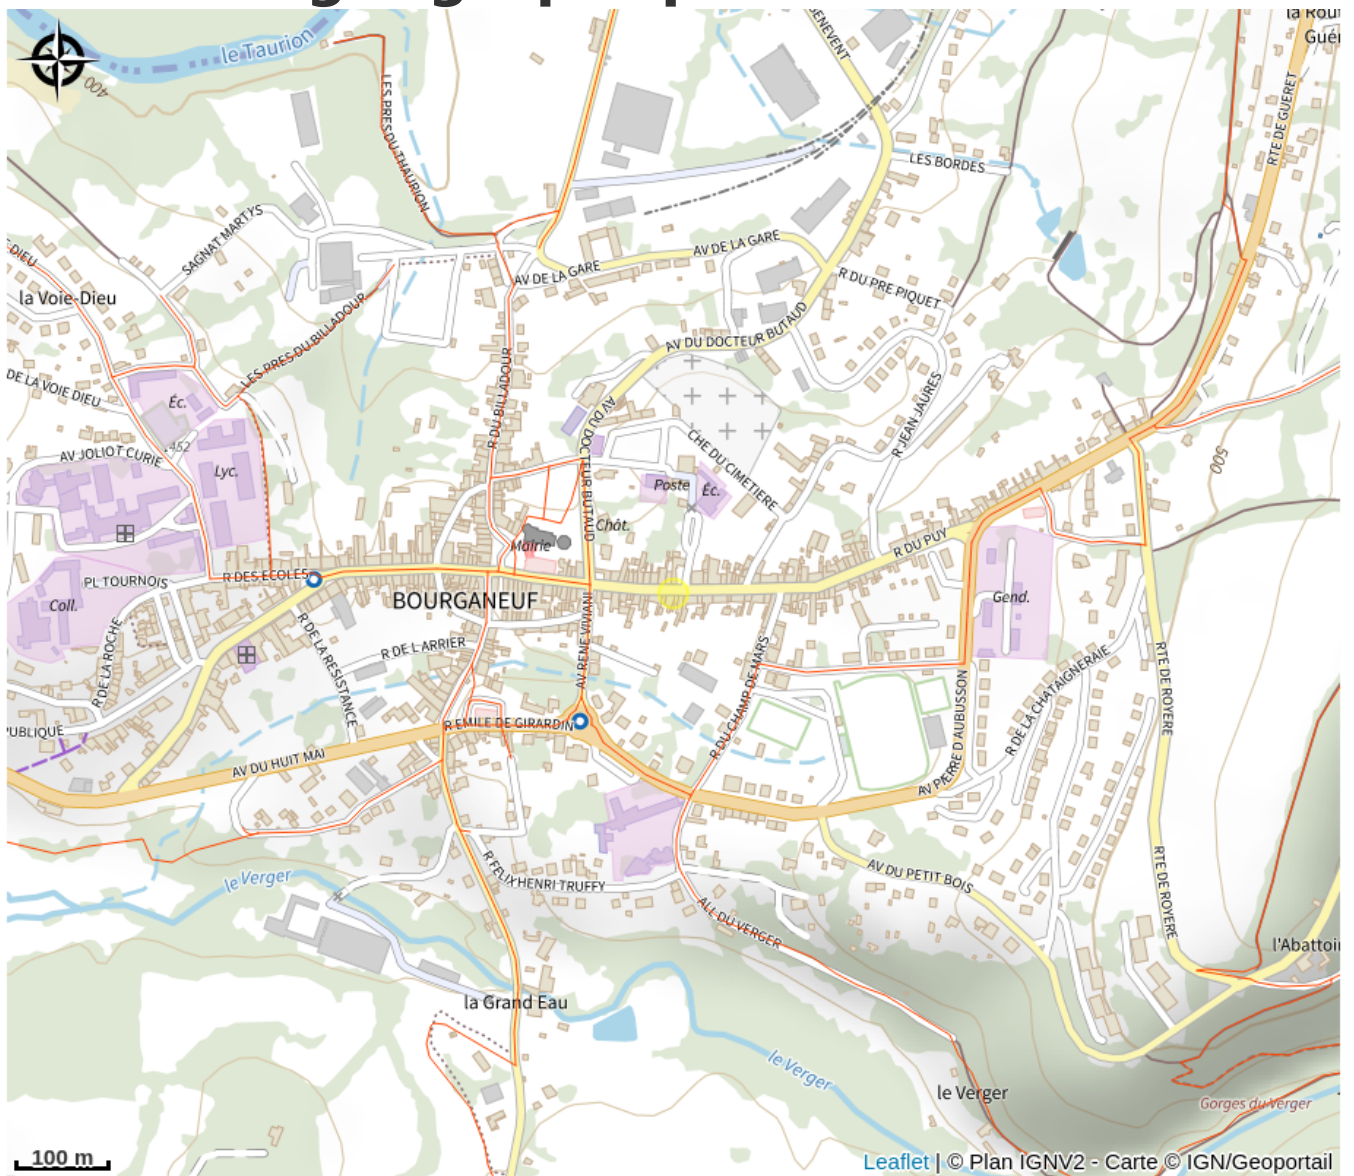 le Taurion
400
LES PRES DU THAURION
BENEVENT
la Rou
Guér
RTE DE GUERET
LES BORDES
SAGNAT MARTYS
E DIEU
la Voie-Dieu
AV DE LA GARE
AV DE LA GARE
R DU PRE PIQUET
LES PRES DU BILLADOUR
AV DU DOCTEUR BUTAUD
DE LA VOIE DIEU
Éc.
R DU BILLADOUR
R JEAN JAURES
AV DU DOCTEUR BUTAUD
452
AV JOLIOT CURIE
Lyc.
CHE DU CIMETIERE
Poste
Éc.
500
Chât.
Mairie
R DU PUY
R DES ECOLES
PL TOURNOIS
Coll.
BOURGANEUF
Gend.
R DE LA ROCHE
R DE LA RESISTANCE
R DE L ARRIER
AV RENE VIVIANI
R DU CHAMP DE MARS
R DE LA CHATAIGNERAIE
RTE DE ROYERE
PUBLIQUE
R EMILE DE GIRARDIN
AV DU HUIT MAI
AV PIERRE D'AUBUSSON
le Verger
R FELIX HENRI TRUFFY
AV DU PETIT BOIS
RTE DE ROYERE
ALL DU VERGER
l'Abattoir
la Grand Eau
le Verger
le Verger
Gorges du Verger
100 m
Leaflet | © Plan IGNV2 - Carte © IGN/Geoportail